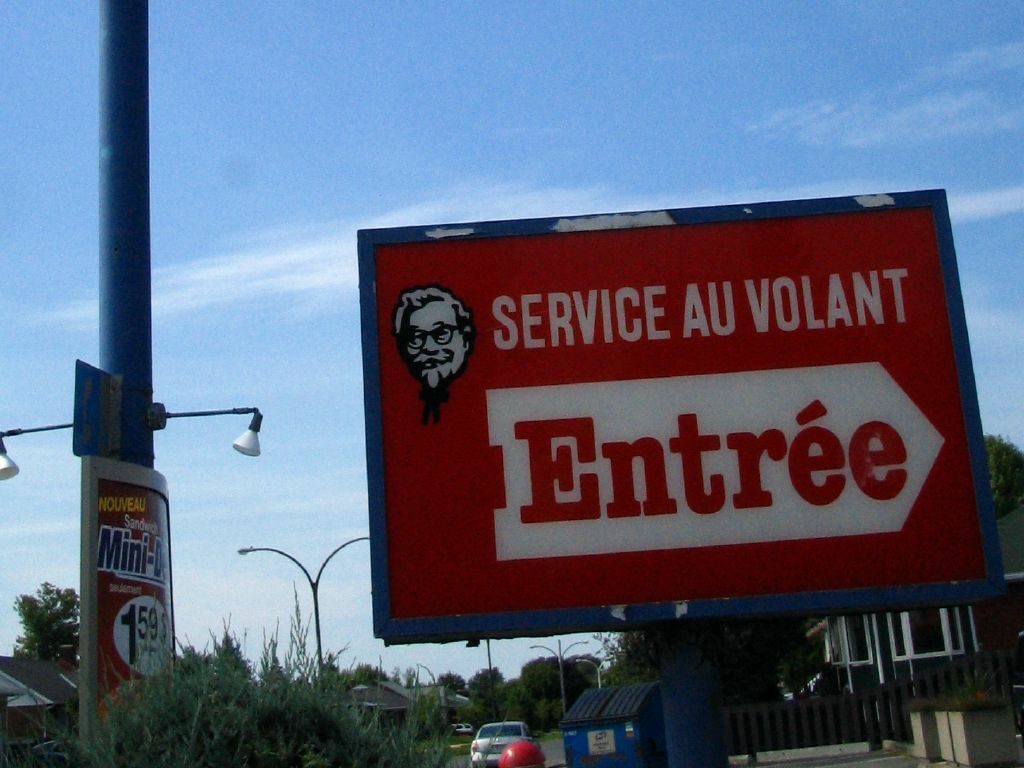 SERVICE AU VOLANT
Entrée
NOUVEAU
Sandwich
Mini-
seulement
1 59 $